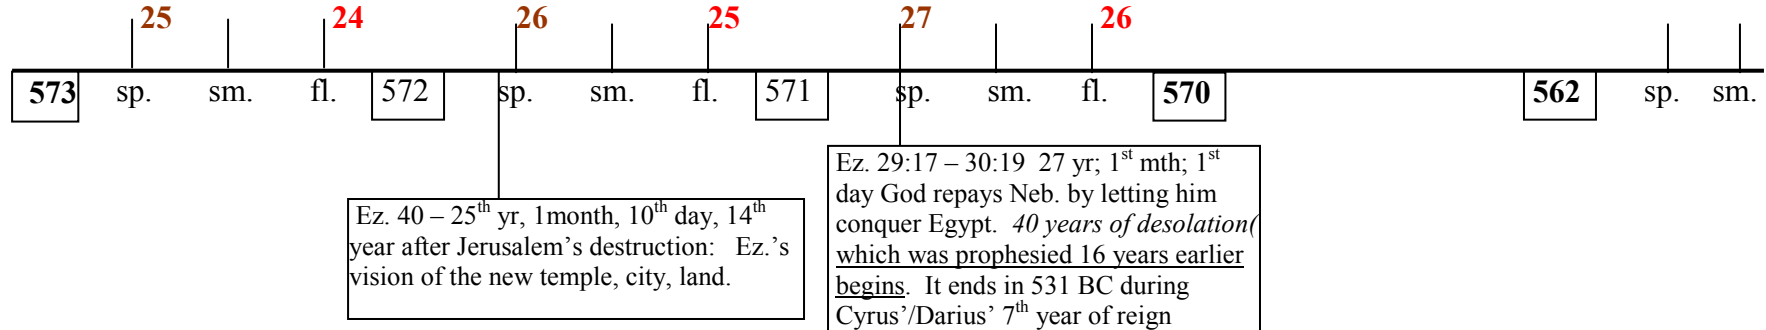 25 24 26 25 27 26
573 sp. sm. fl. 572 sp. sm. fl. 571 sp. sm. fl. 570 562 sp. sm.
Ez. 40 – 25th yr, 1month, 10th day, 14th
year after Jerusalem's destruction: Ez.'s
vision of the new temple, city, land.
Ez. 29:17 – 30:19 27 yr; 1st mth; 1st
day God repays Neb. by letting him
conquer Egypt. 40 years of desolation(
which was prophesied 16 years earlier
begins. It ends in 531 BC during
Cyrus'/Darius' 7th year of reign